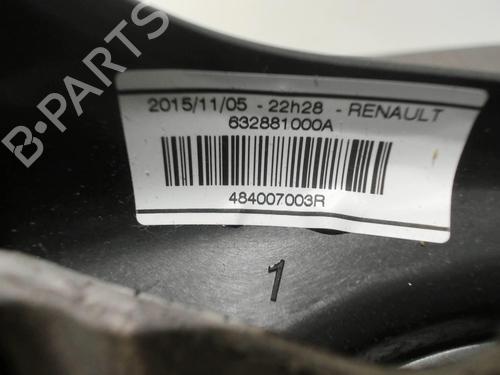 B-PARTS
2015/11/05 - 22h28 - RENAULT
632881000A
484007003R
1